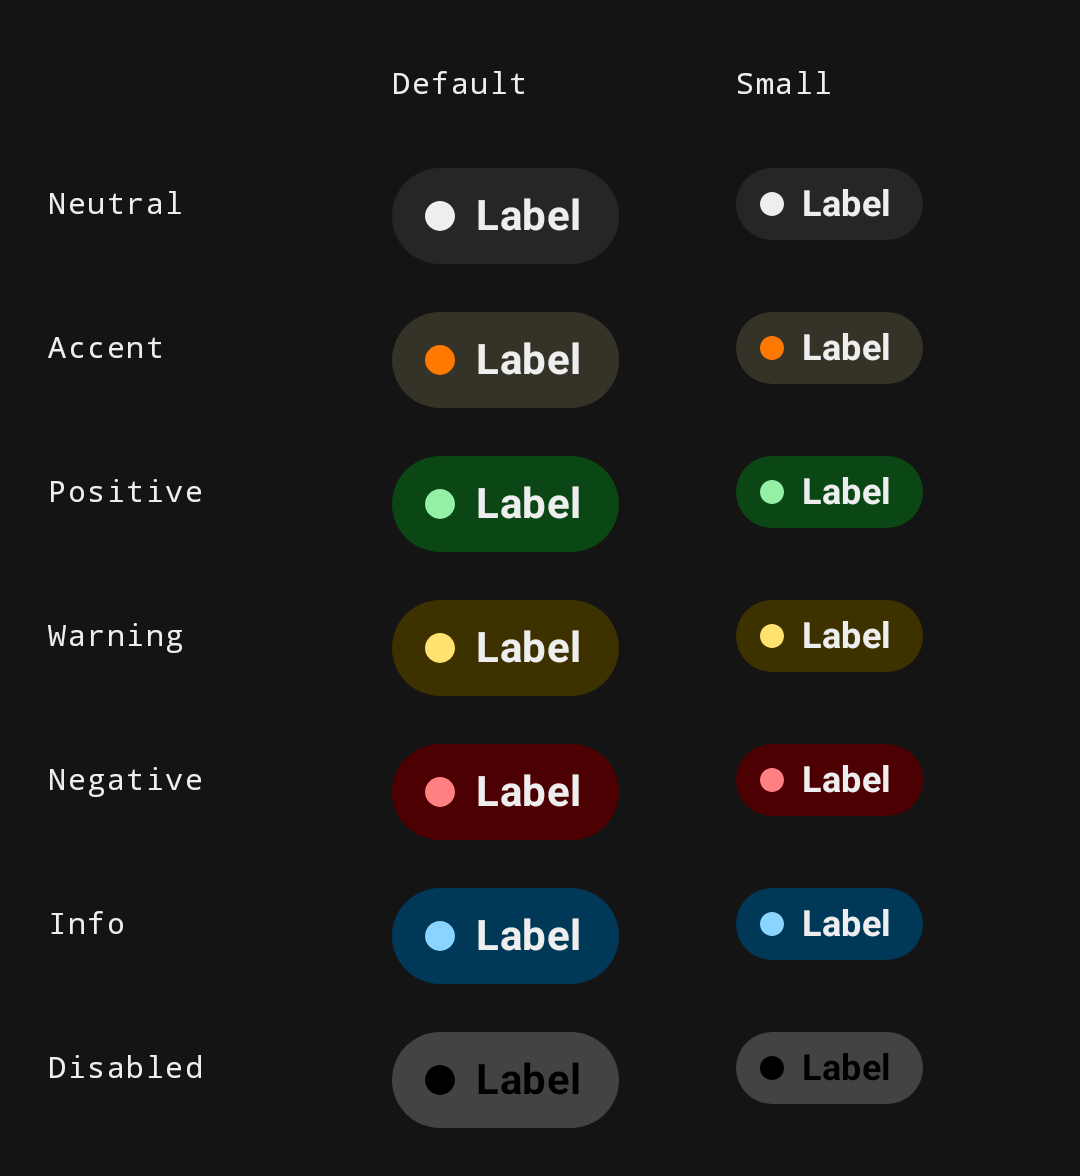 Default Small
Neutral Label Label
Accent Label Label
Positive Label Label
Warning Label Label
Negative Label Label
Info Label Label
Disabled Label Label